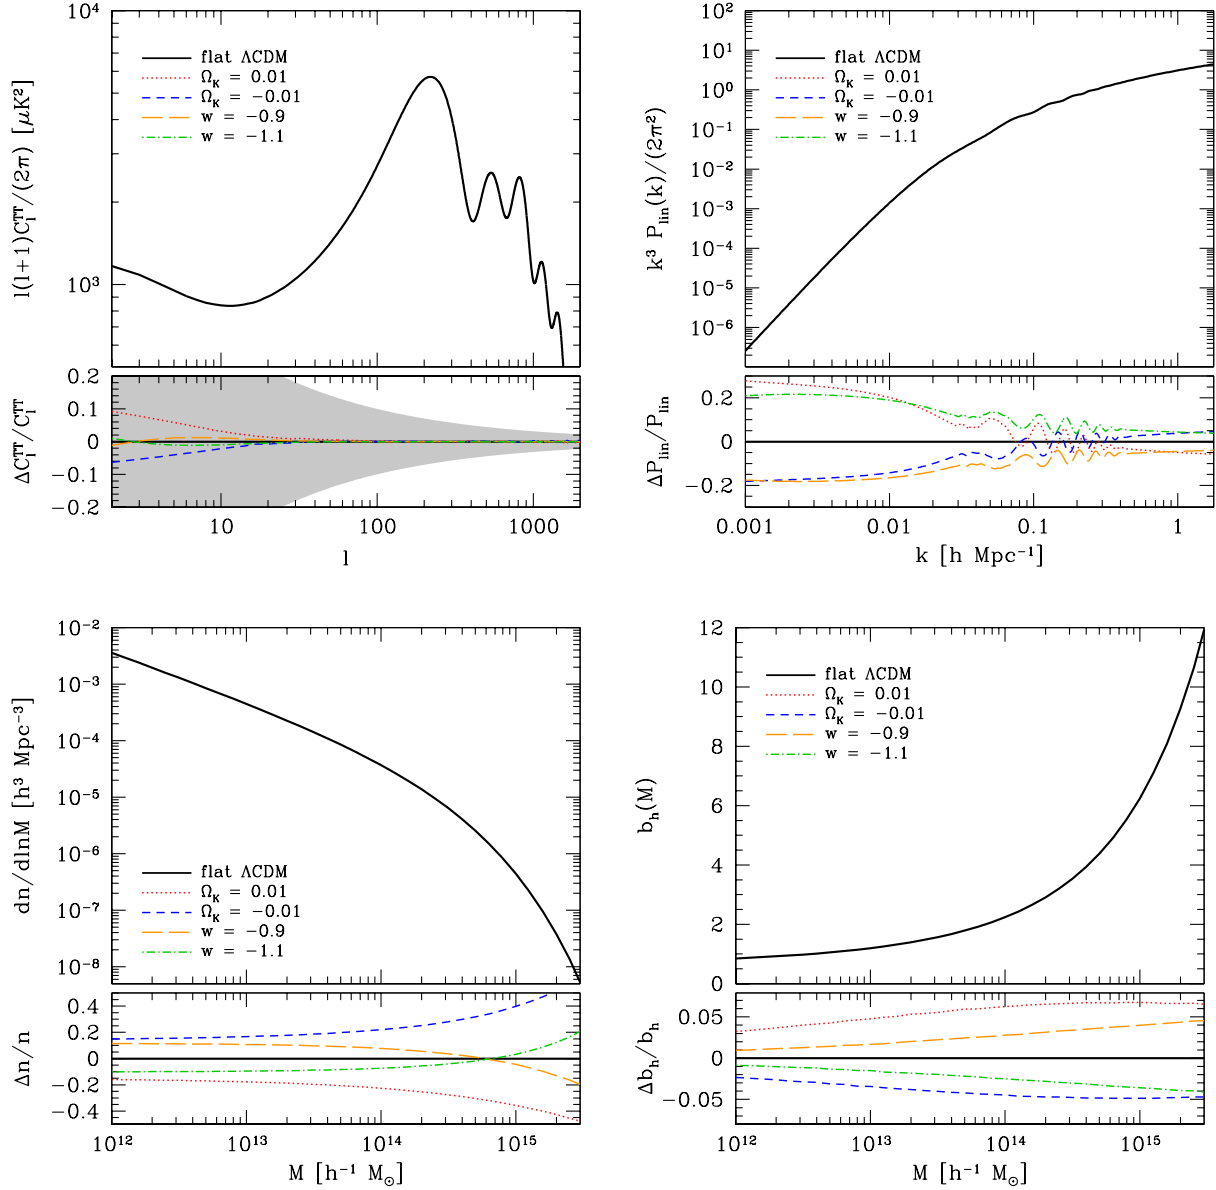 10⁴
10³
l(l+1)C_l^TT/(2π) [μK²]
flat ΛCDM
Ω_K = 0.01
Ω_K = −0.01
w = −0.9
w = −1.1
0.2
0.1
0
−0.1
−0.2
ΔC_l^TT/C_l^TT
10
100
1000
l
10²
10¹
10⁰
10⁻¹
10⁻²
10⁻³
10⁻⁴
10⁻⁵
10⁻⁶
k³ P_lin(k)/(2π²)
flat ΛCDM
Ω_K = 0.01
Ω_K = −0.01
w = −0.9
w = −1.1
0.2
0
−0.2
ΔP_lin/P_lin
0.001
0.01
0.1
1
k [h Mpc⁻¹]
10⁻²
10⁻³
10⁻⁴
10⁻⁵
10⁻⁶
10⁻⁷
10⁻⁸
dn/dlnM [h³ Mpc⁻³]
flat ΛCDM
Ω_K = 0.01
Ω_K = −0.01
w = −0.9
w = −1.1
0.4
0.2
0
−0.2
−0.4
Δn/n
10¹²
10¹³
10¹⁴
10¹⁵
M [h⁻¹ M_⊙]
12
10
8
6
4
2
0
b_h(M)
flat ΛCDM
Ω_K = 0.01
Ω_K = −0.01
w = −0.9
w = −1.1
0.05
0
−0.05
Δb_h/b_h
10¹²
10¹³
10¹⁴
10¹⁵
M [h⁻¹ M_⊙]